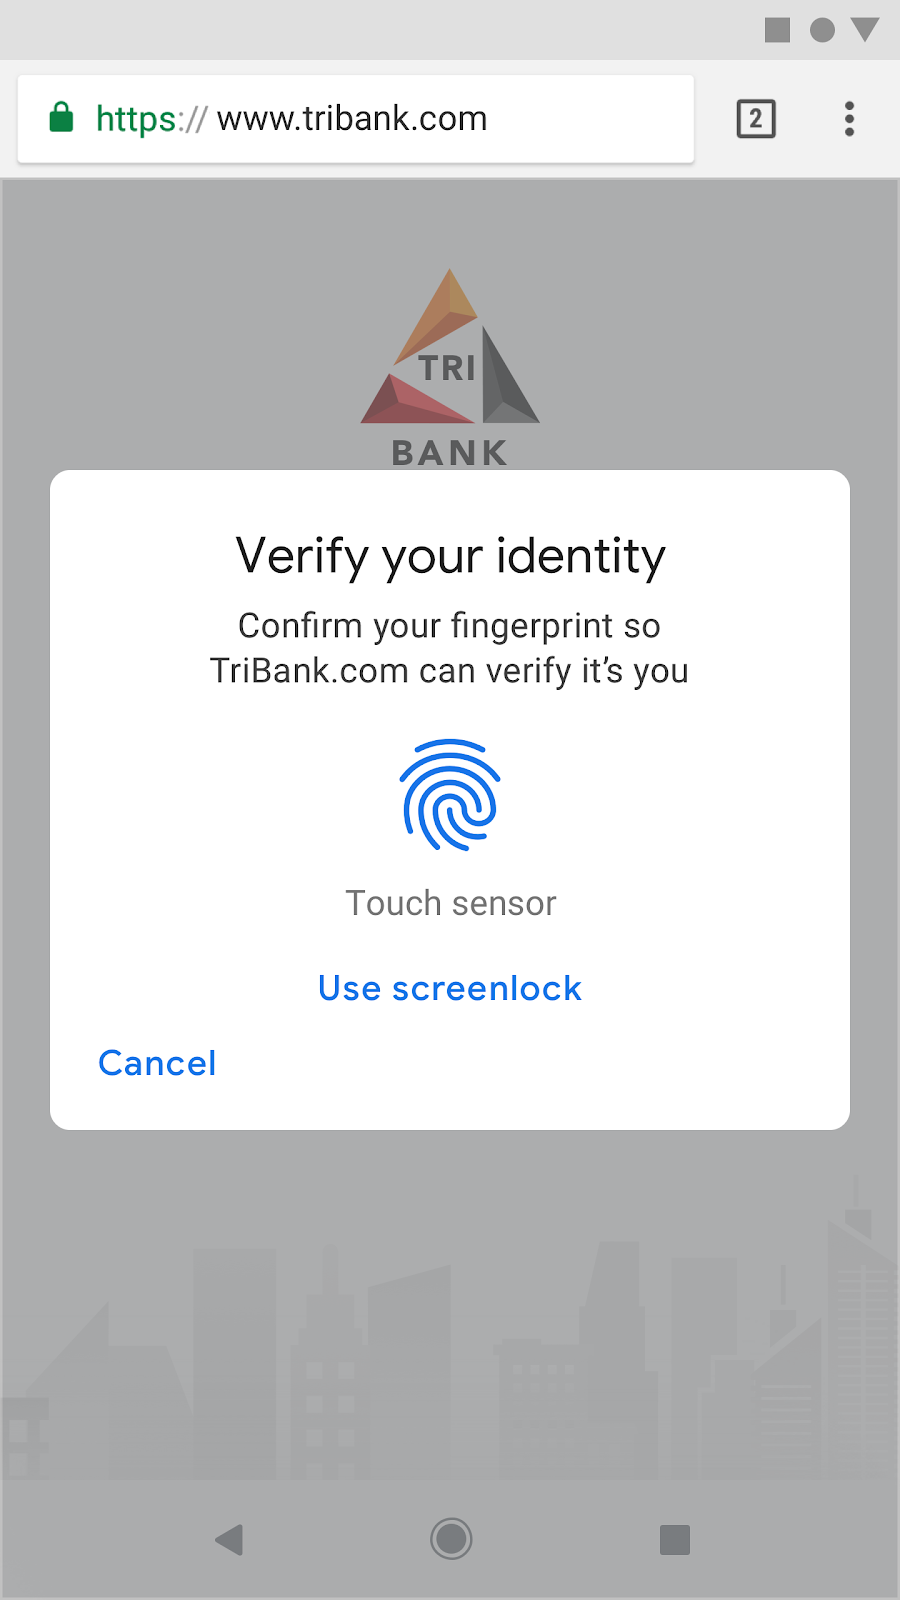 https:// www.tribank.com
2
TRI
BANK
Verify your identity
Confirm your fingerprint so
TriBank.com can verify it’s you
Touch sensor
Use screenlock
Cancel